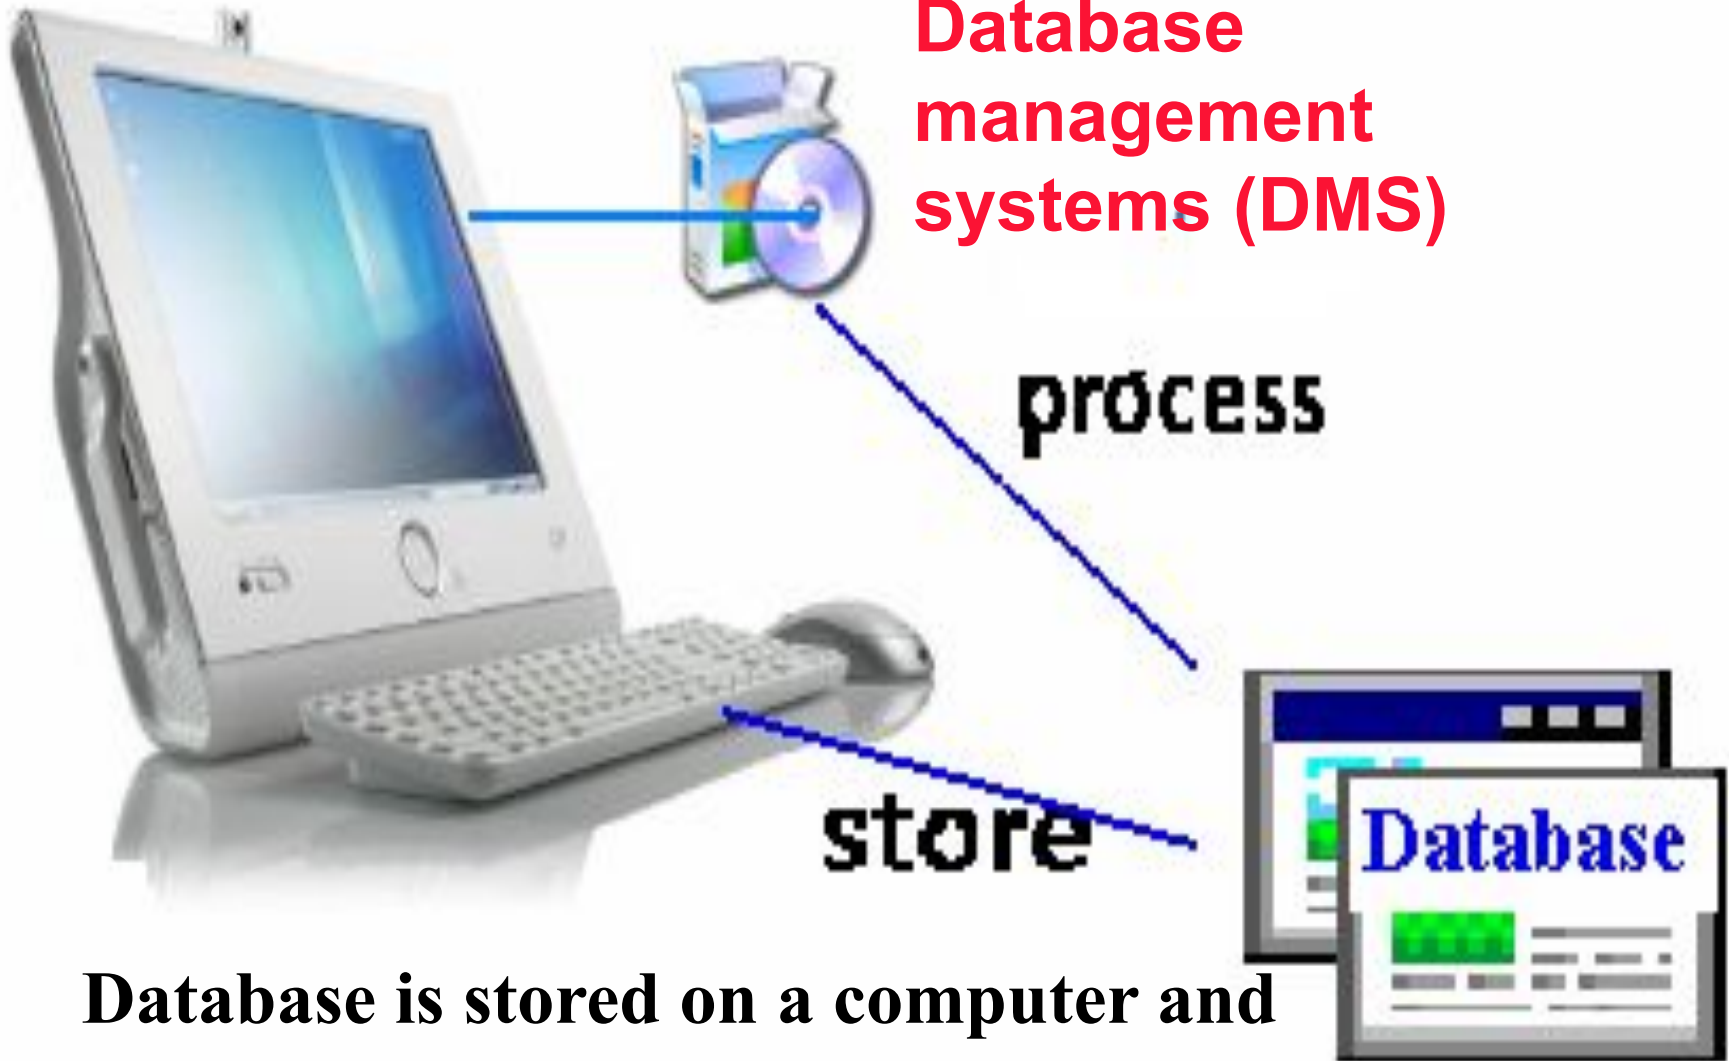 Database
management
systems (DMS)
process
store
Database
Database is stored on a computer and